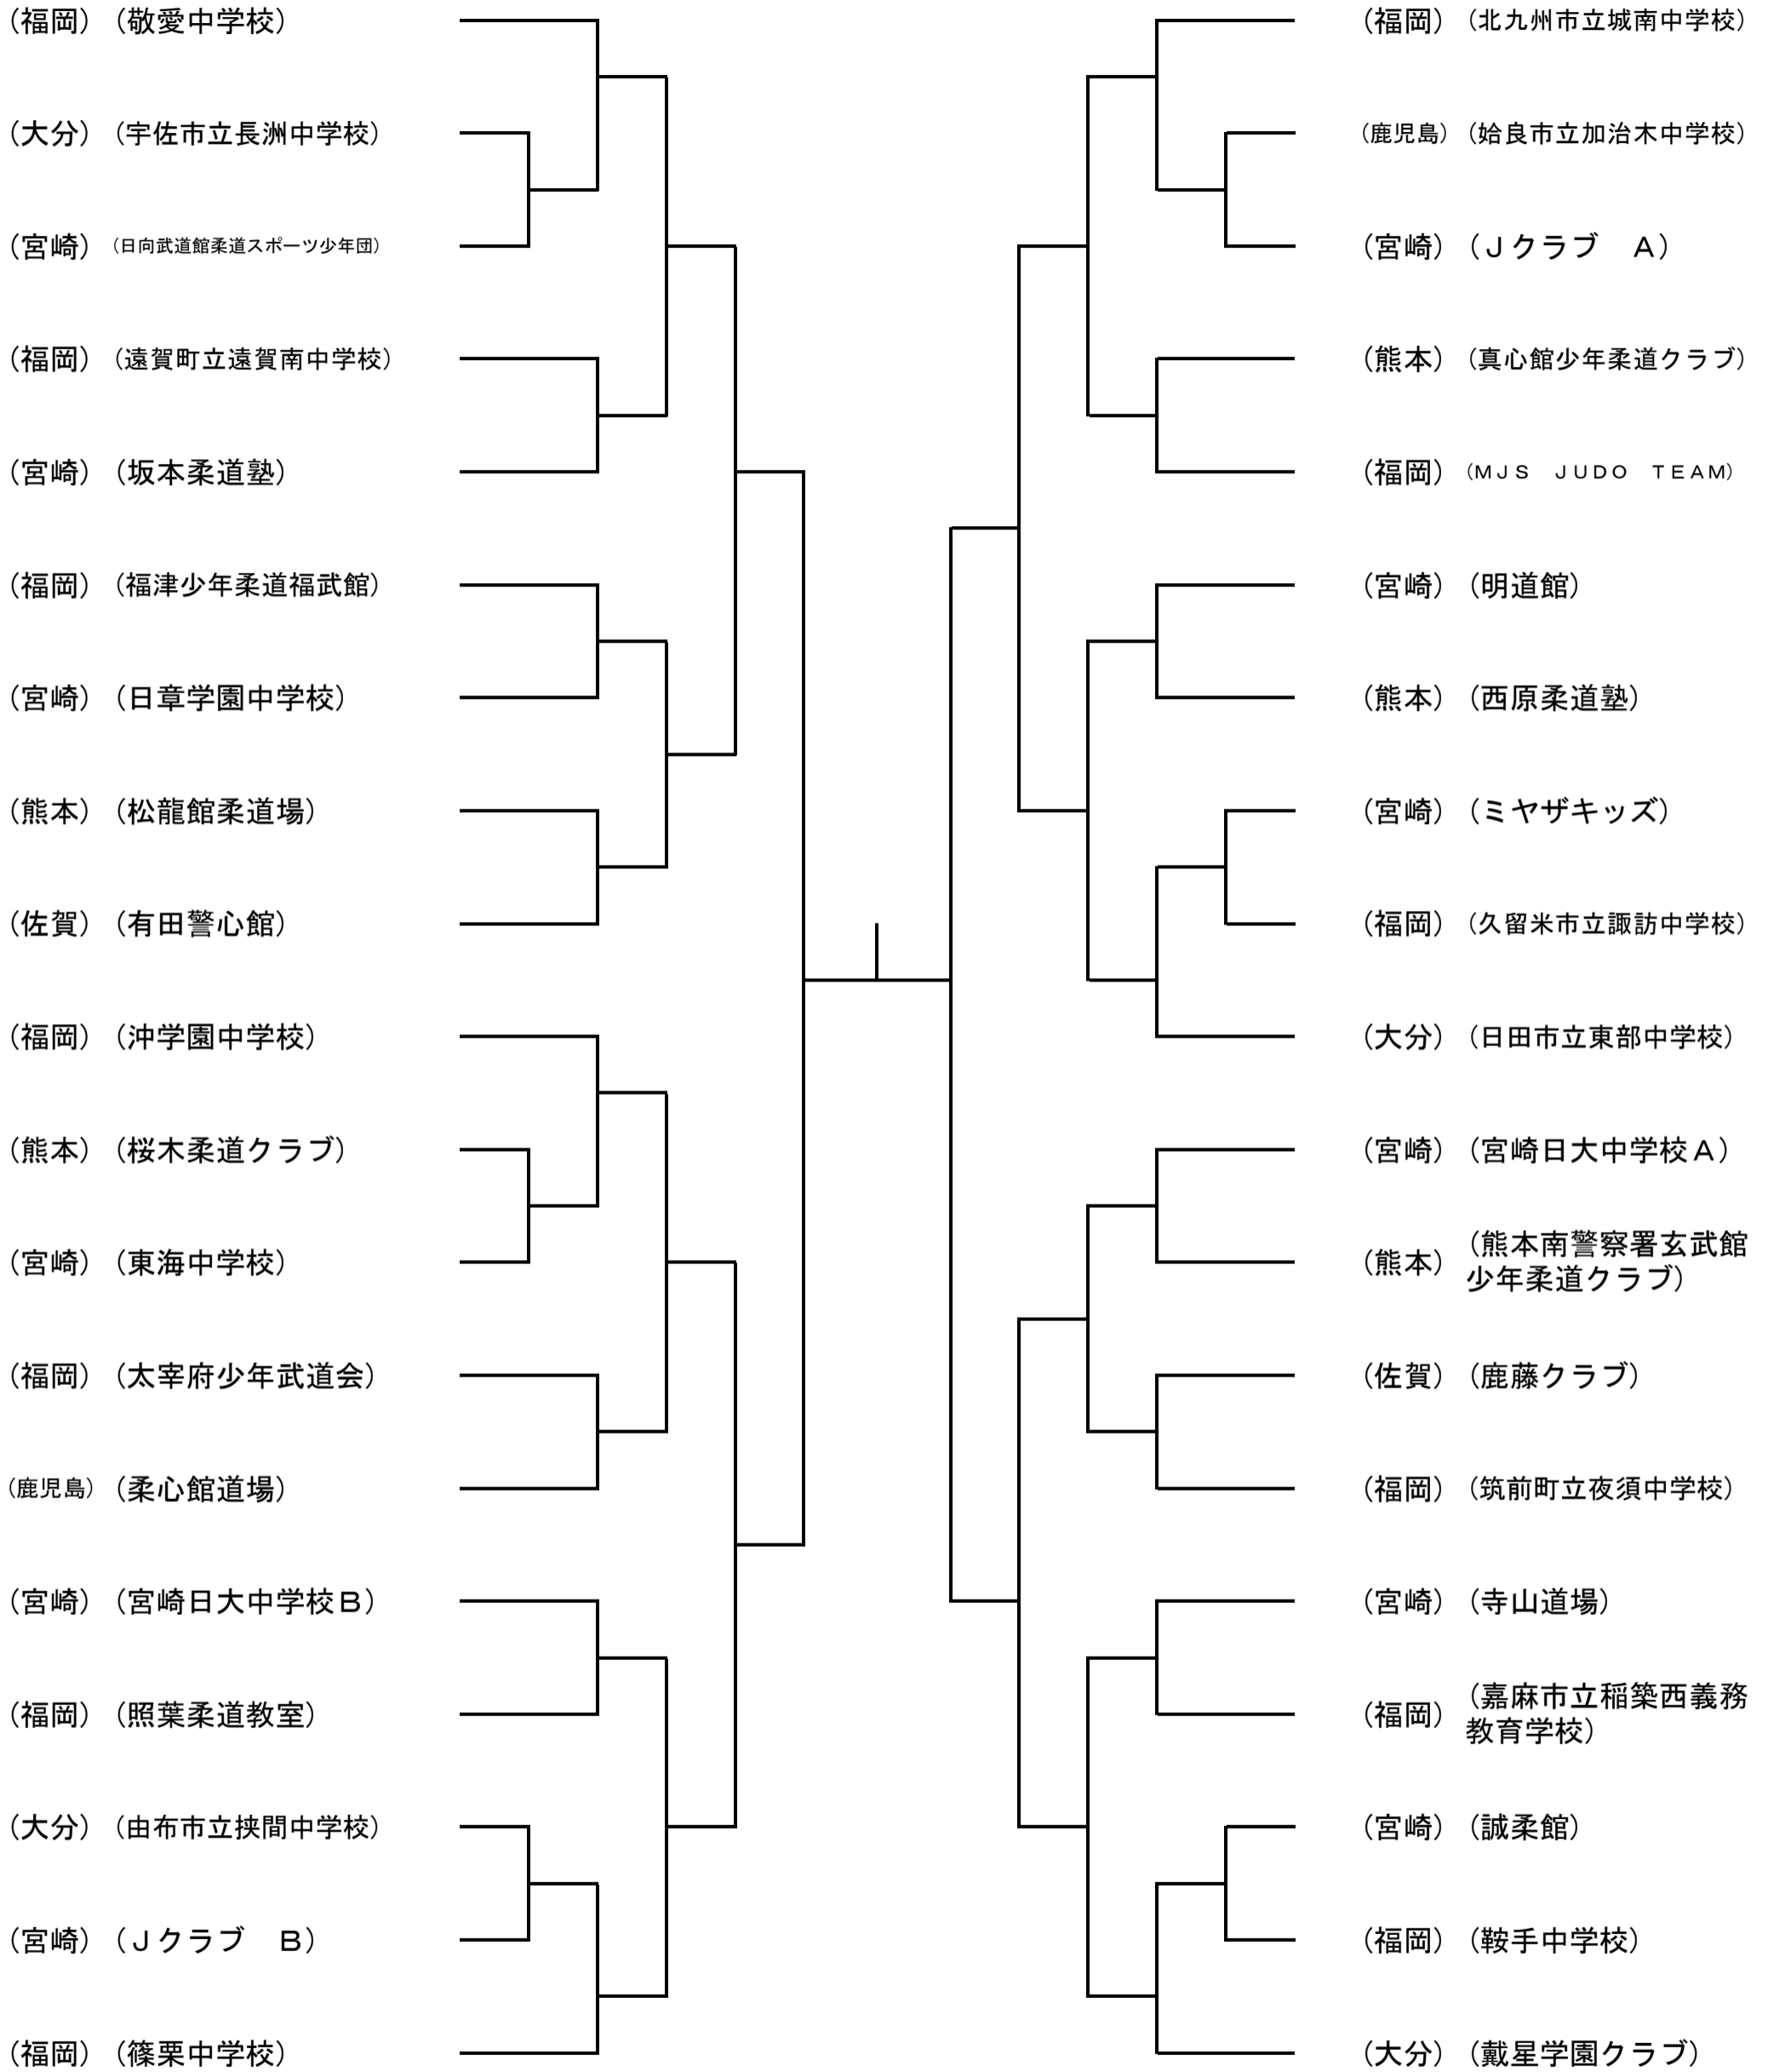 （福岡）（敬愛中学校）
（大分）（宇佐市立長洲中学校）
（宮崎）（日向武道館柔道スポーツ少年団）
（福岡）（遠賀町立遠賀南中学校）
（宮崎）（坂本柔道塾）
（福岡）（福津少年柔道福武館）
（宮崎）（日章学園中学校）
（熊本）（松龍館柔道場）
（佐賀）（有田警心館）
（福岡）（沖学園中学校）
（熊本）（桜木柔道クラブ）
（宮崎）（東海中学校）
（福岡）（太宰府少年武道会）
（鹿児島）（柔心館道場）
（宮崎）（宮崎日大中学校Ｂ）
（福岡）（照葉柔道教室）
（大分）（由布市立挾間中学校）
（宮崎）（Ｊクラブ　Ｂ）
（福岡）（篠栗中学校）
（福岡）（北九州市立城南中学校）
（鹿児島）（姶良市立加治木中学校）
（宮崎）（Ｊクラブ　Ａ）
（熊本）（真心館少年柔道クラブ）
（福岡）（ＭＪＳ　ＪＵＤＯ　ＴＥＡＭ）
（宮崎）（明道館）
（熊本）（西原柔道塾）
（宮崎）（ミヤザキッズ）
（福岡）（久留米市立諏訪中学校）
（大分）（日田市立東部中学校）
（宮崎）（宮崎日大中学校Ａ）
（熊本）（熊本南警察署玄武館
少年柔道クラブ）
（佐賀）（鹿藤クラブ）
（福岡）（筑前町立夜須中学校）
（宮崎）（寺山道場）
（福岡）（嘉麻市立稲築西義務
教育学校）
（宮崎）（誠柔館）
（福岡）（鞍手中学校）
（大分）（戴星学園クラブ）